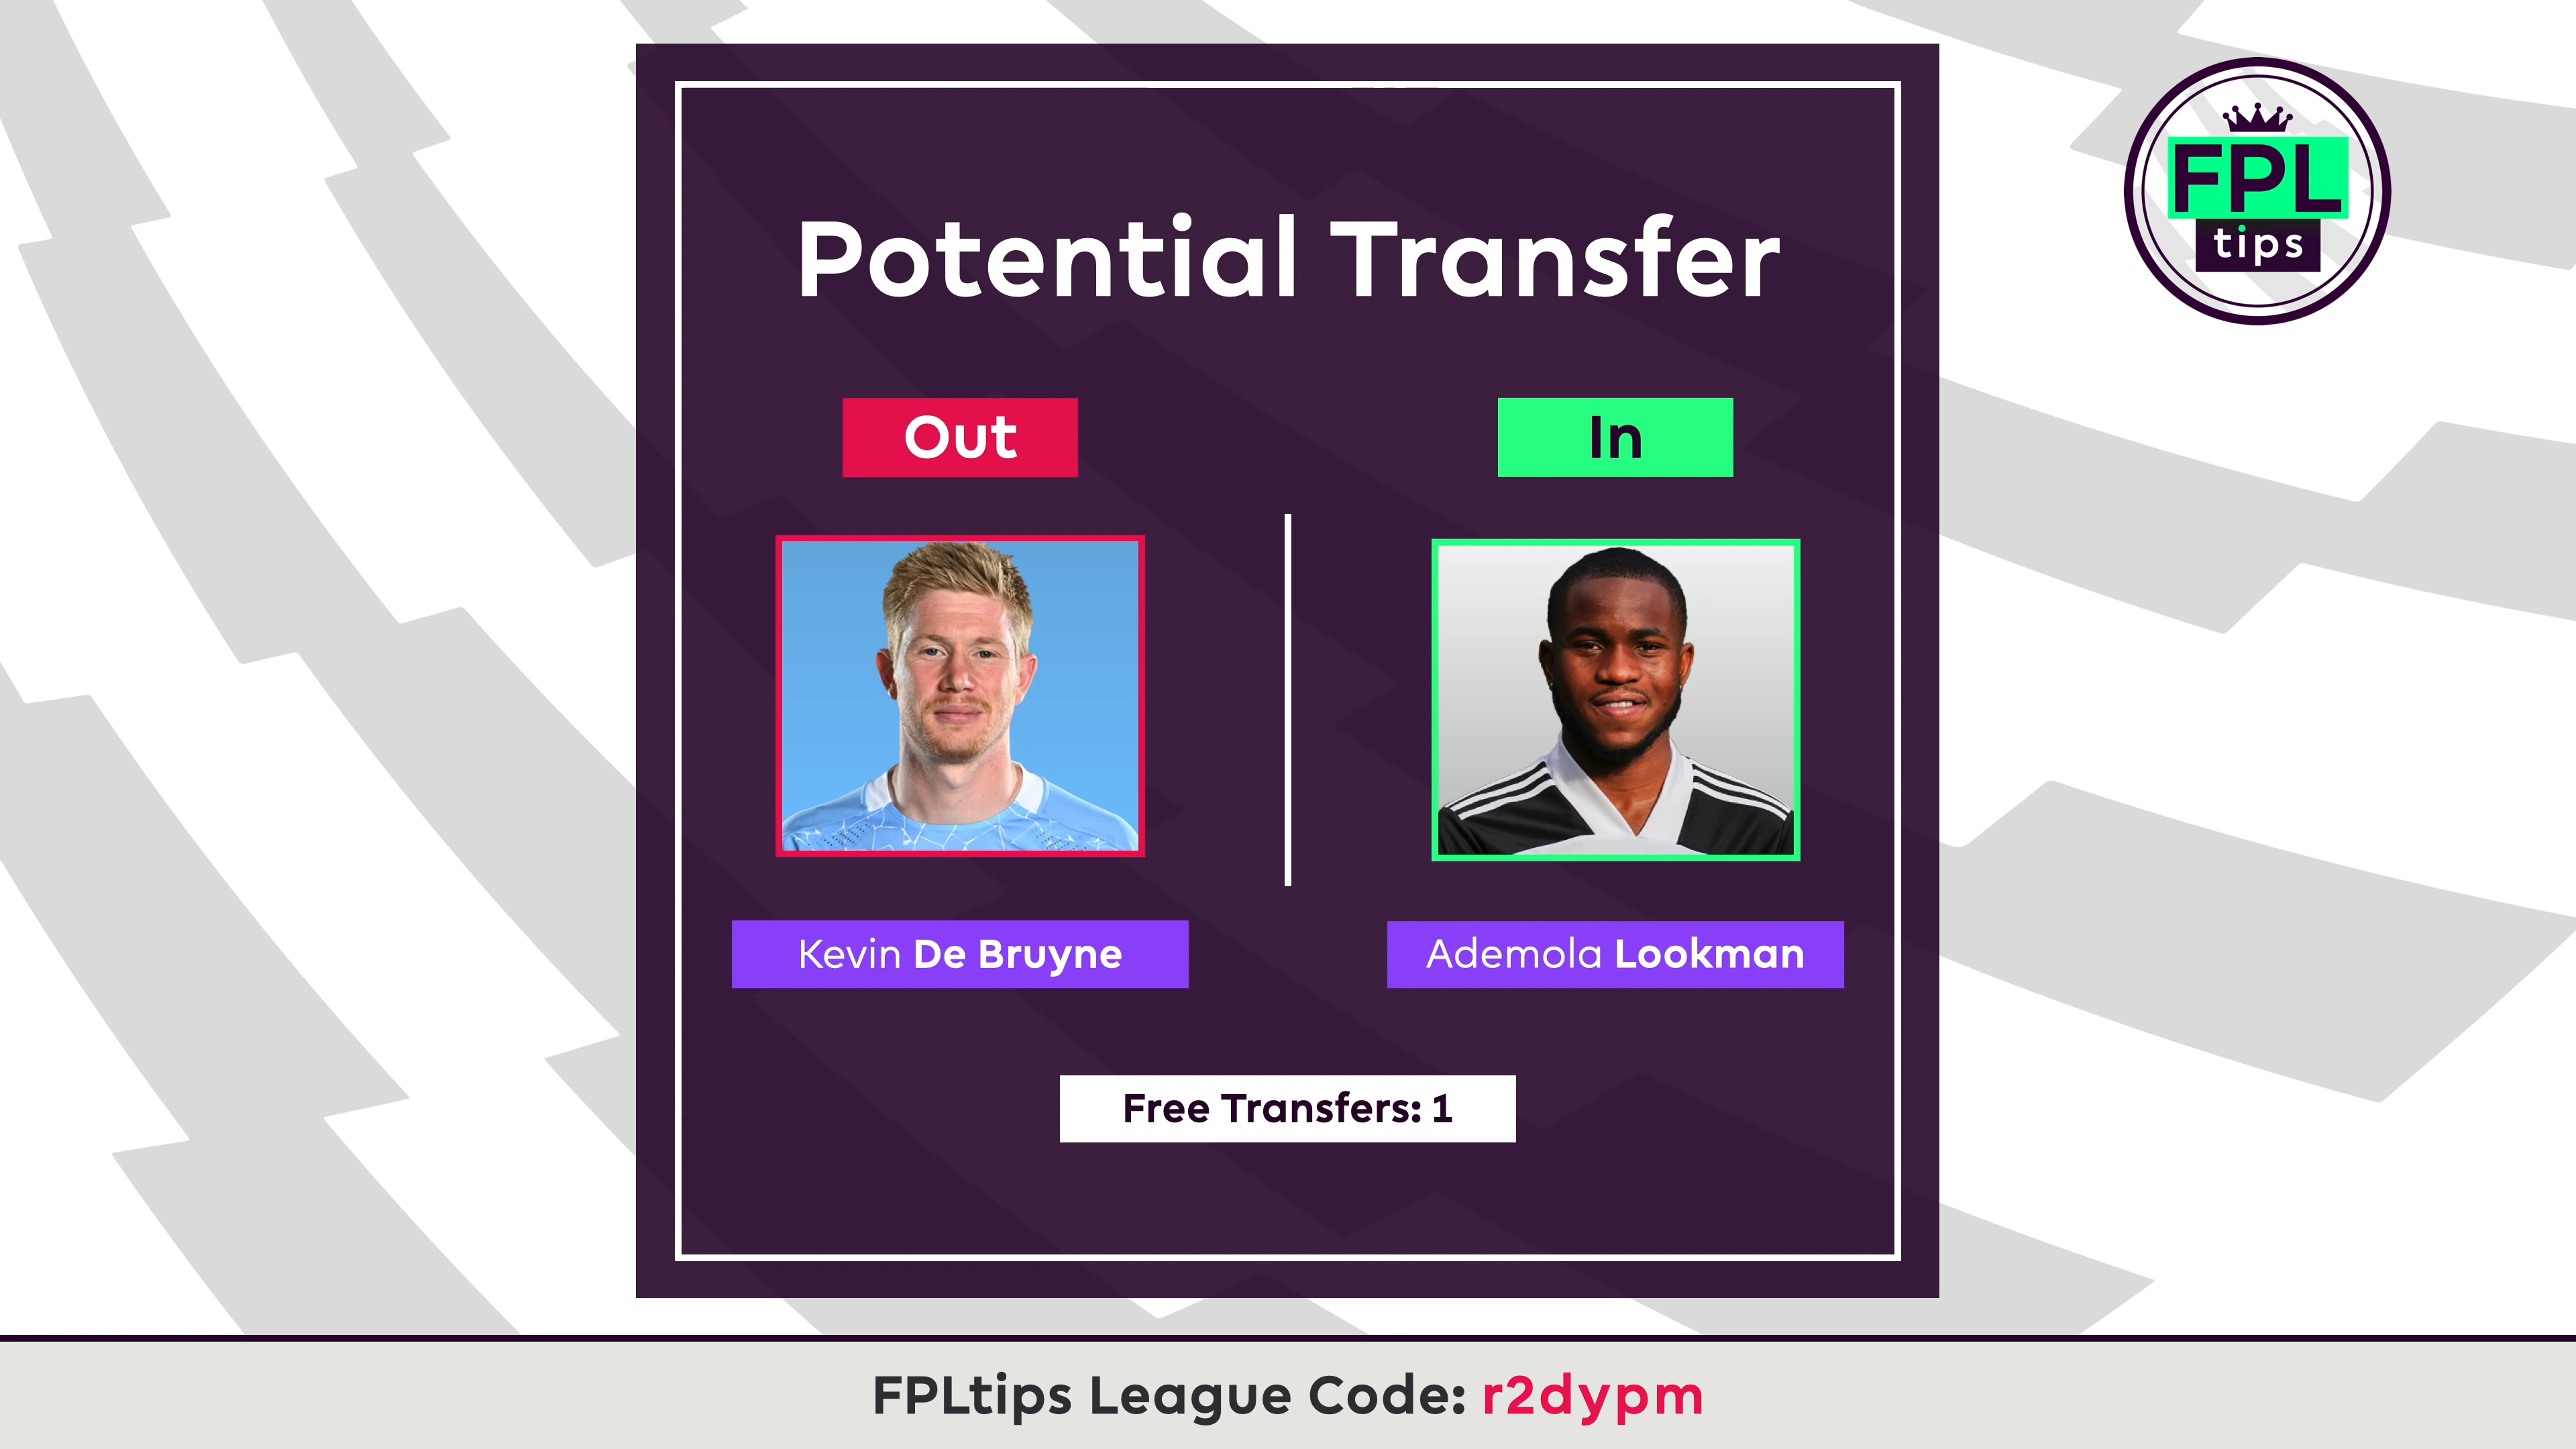 FPL
tips
Potential Transfer
Out
In
Kevin De Bruyne
Ademola Lookman
Free Transfers: 1
FPLtips League Code: r2dypm